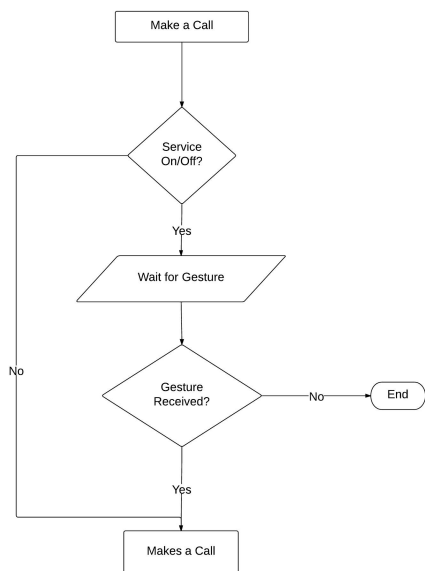 Make a Call
Service
On/Off?
Yes
Wait for Gesture
No
Gesture
Received?
No
End
Yes
Makes a Call